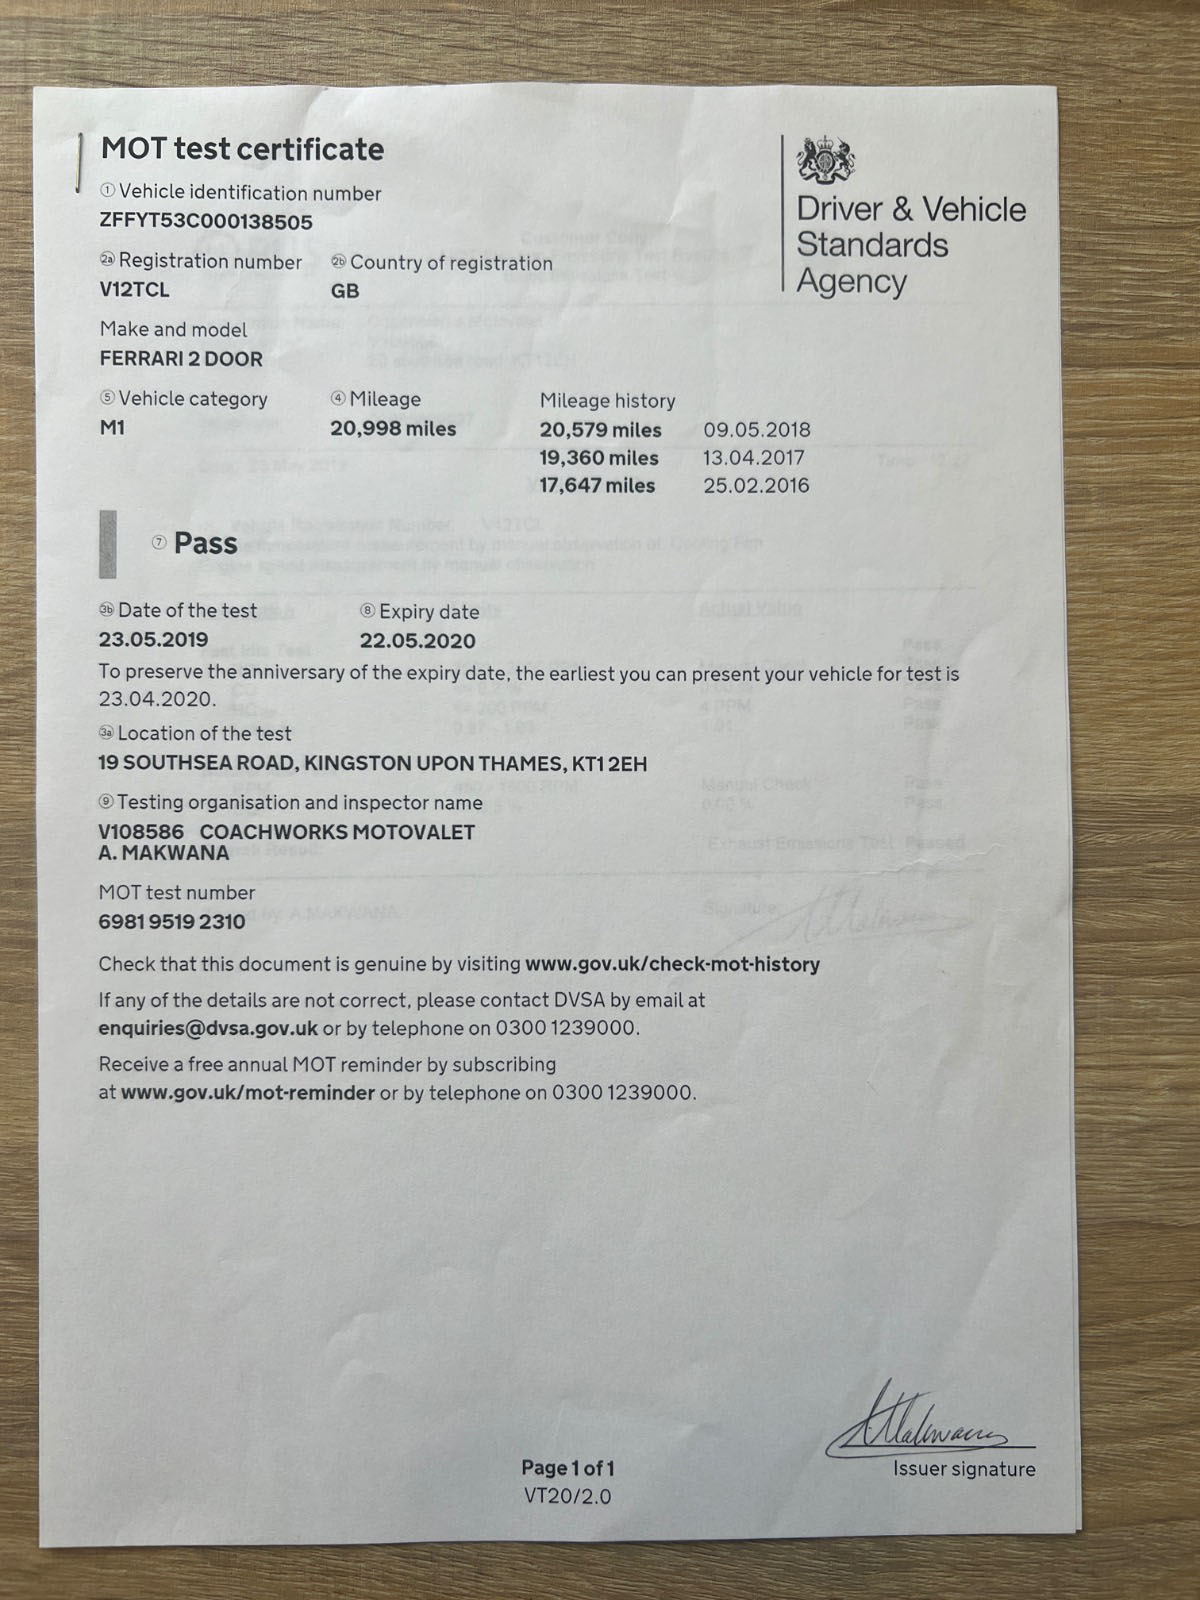 MOT test certificate
Driver & Vehicle
Standards
Agency
1 Vehicle identification number
ZFFYT53C000138505
2a Registration number 2b Country of registration
V12TCL GB
Make and model
FERRARI 2 DOOR
5 Vehicle category 4 Mileage Mileage history
M1 20,998 miles 20,579 miles 09.05.2018
19,360 miles 13.04.2017
17,647 miles 25.02.2016
7 Pass
3b Date of the test 8 Expiry date
23.05.2019 22.05.2020
To preserve the anniversary of the expiry date, the earliest you can present your vehicle for test is
23.04.2020.
3a Location of the test
19 SOUTHSEA ROAD, KINGSTON UPON THAMES, KT1 2EH
9 Testing organisation and inspector name
V108586 COACHWORKS MOTOVALET
A. MAKWANA
MOT test number
6981 9519 2310
Check that this document is genuine by visiting www.gov.uk/check-mot-history
If any of the details are not correct, please contact DVSA by email at
enquiries@dvsa.gov.uk or by telephone on 0300 1239000.
Receive a free annual MOT reminder by subscribing
at www.gov.uk/mot-reminder or by telephone on 0300 1239000.
Issuer signature
Page 1 of 1
VT20/2.0